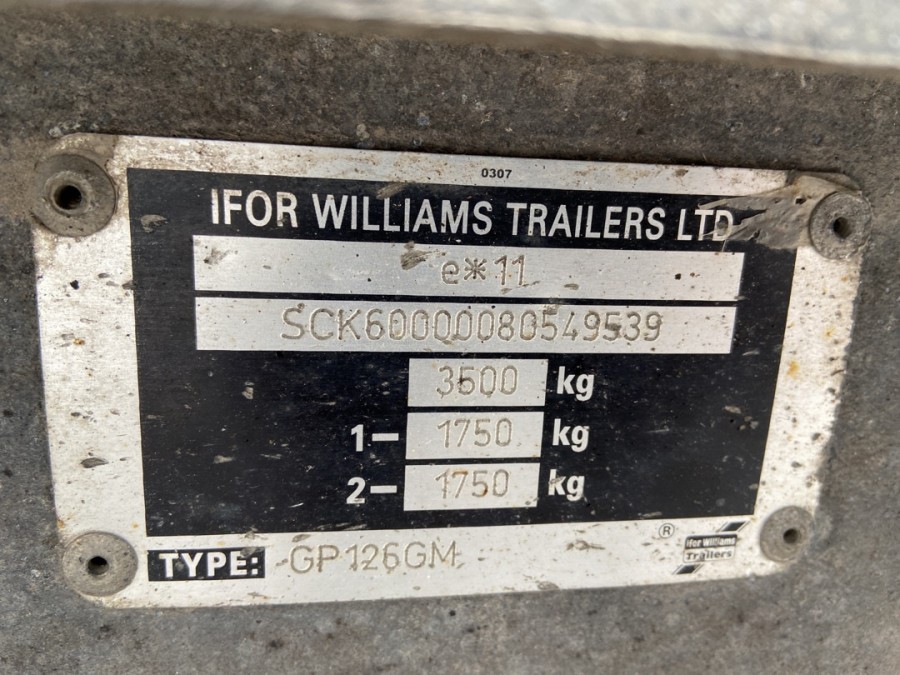 0307
IFOR WILLIAMS TRAILERS LTD
e*11
SCK60000080549539
3500 kg
1- 1750 kg
2- 1750 kg
TYPE: GP126GM
®
Ifor Williams
Trailers